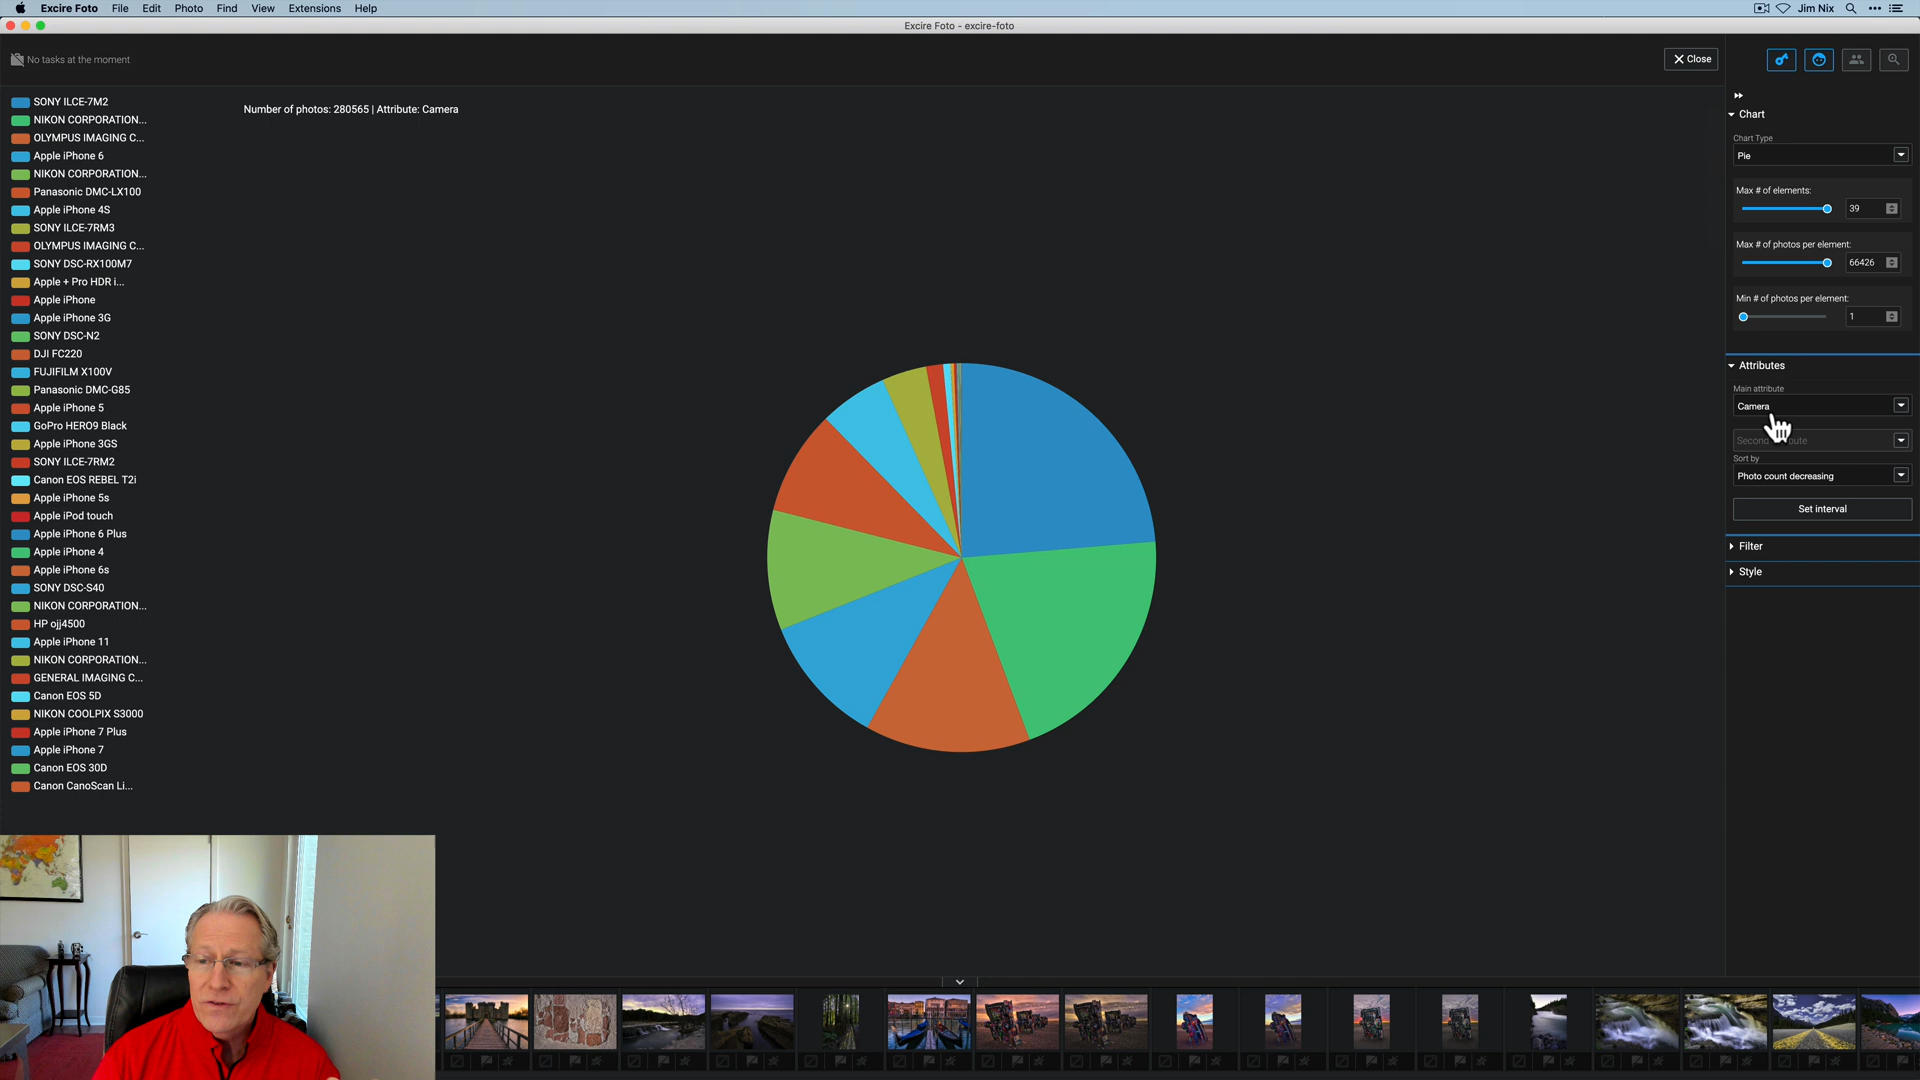 Excire Foto File Edit Photo Find View Extensions Help Jim Nix
Excire Foto - excire-foto
No tasks at the moment
Close
Number of photos: 280565 | Attribute: Camera
SONY ILCE-7M2
NIKON CORPORATION...
OLYMPUS IMAGING C...
Apple iPhone 6
NIKON CORPORATION...
Panasonic DMC-LX100
Apple iPhone 4S
SONY ILCE-7RM3
OLYMPUS IMAGING C...
SONY DSC-RX100M7
Apple + Pro HDR i...
Apple iPhone
Apple iPhone 3G
SONY DSC-N2
DJI FC220
FUJIFILM X100V
Panasonic DMC-G85
Apple iPhone 5
GoPro HERO9 Black
Apple iPhone 3GS
SONY ILCE-7RM2
Canon EOS REBEL T2i
Apple iPhone 5s
Apple iPod touch
Apple iPhone 6 Plus
Apple iPhone 4
Apple iPhone 6s
SONY DSC-S40
NIKON CORPORATION...
HP ojj4500
Apple iPhone 11
NIKON CORPORATION...
GENERAL IMAGING C...
Canon EOS 5D
NIKON COOLPIX S3000
Apple iPhone 7 Plus
Apple iPhone 7
Canon EOS 30D
Canon CanoScan Li...
Chart
Chart Type
Pie
Max # of elements:
39
Max # of photos per element:
66426
Min # of photos per element:
1
Attributes
Main attribute
Camera
Sort by
Photo count decreasing
Set interval
Filter
Style